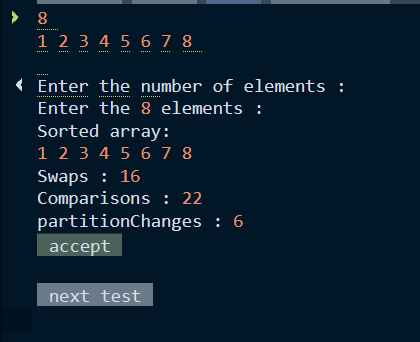 8
1 2 3 4 5 6 7 8
Enter the number of elements :
Enter the 8 elements :
Sorted array:
1 2 3 4 5 6 7 8
Swaps : 16
Comparisons : 22
partitionChanges : 6
accept
next test